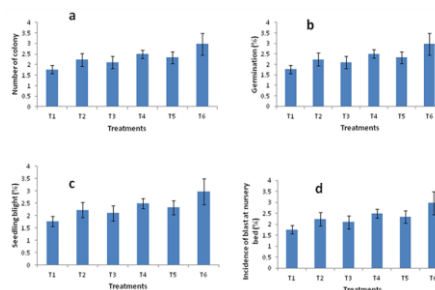 a
Number of colony
4
3.5
3
2.5
2
1.5
1
0.5
0
T1 T2 T3 T4 T5 T6
Treatments
b
Germination (%)
4
3.5
3
2.5
2
1.5
1
0.5
0
T1 T2 T3 T4 T5 T6
Treatments
c
Seedling blight (%)
4
3.5
3
2.5
2
1.5
1
0.5
0
T1 T2 T3 T4 T5 T6
Treatments
d
Incidence of blast at nursery
bed (%)
4
3.5
3
2.5
2
1.5
1
0.5
0
T1 T2 T3 T4 T5 T6
Treatments